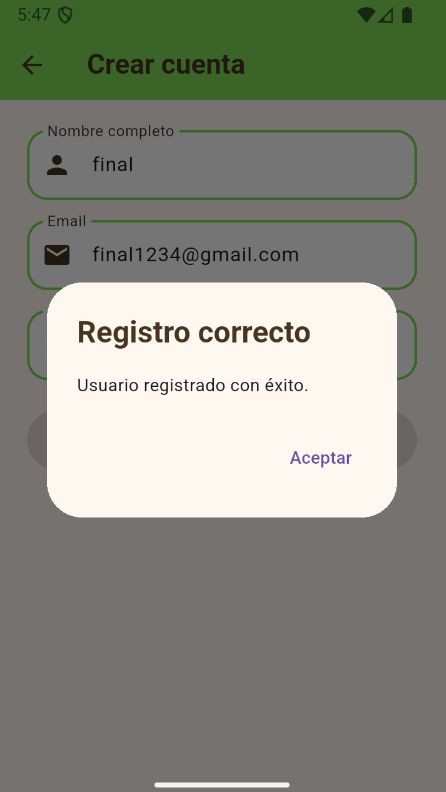 5:47
Crear cuenta
Nombre completo
final
Email
final1234@gmail.com
Registro correcto
Usuario registrado con éxito.
Aceptar